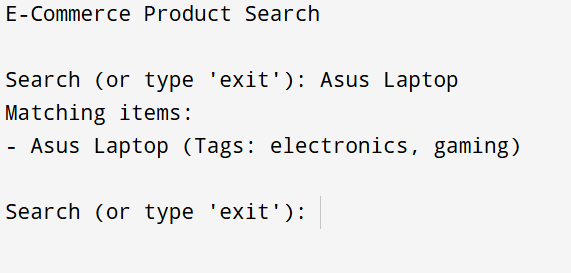 E-Commerce Product Search
Search (or type 'exit'): Asus Laptop
Matching items:
- Asus Laptop (Tags: electronics, gaming)
Search (or type 'exit'):